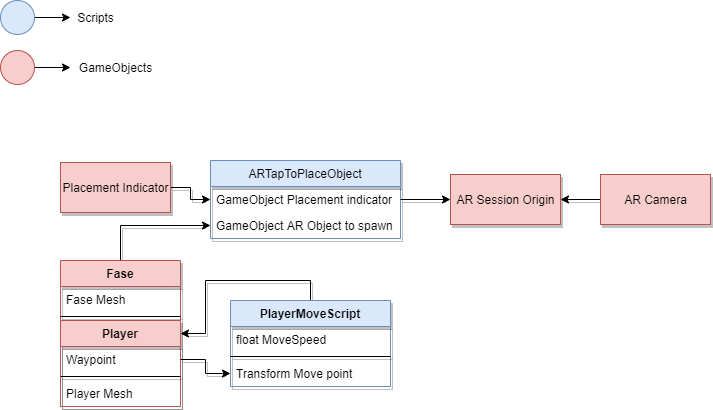 Scripts
GameObjects
Placement Indicator
ARTapToPlaceObject
GameObject Placement indicator
GameObject AR Object to spawn
AR Session Origin
AR Camera
Fase
Fase Mesh
Player
Waypoint
Player Mesh
PlayerMoveScript
float MoveSpeed
Transform Move point